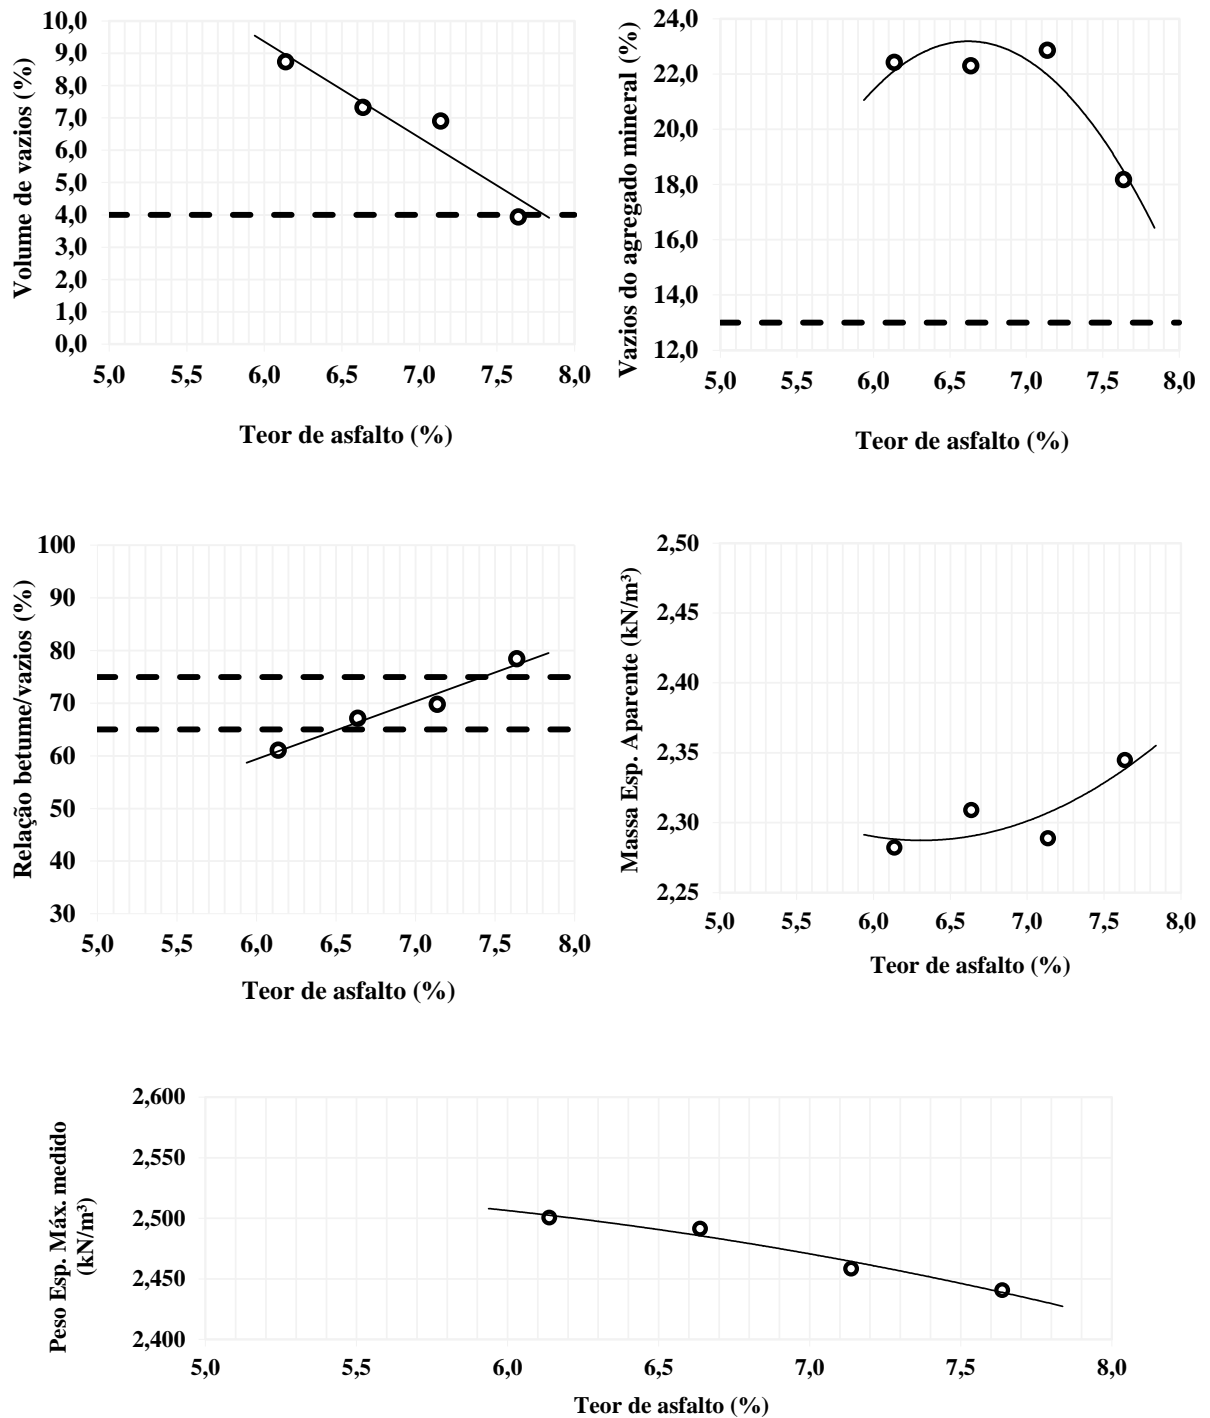 10,0
9,0
8,0
7,0
6,0
5,0
4,0
3,0
2,0
1,0
0,0
Volume de vazios (%)
5,0 5,5 6,0 6,5 7,0 7,5 8,0
Teor de asfalto (%)
24,0
22,0
20,0
18,0
16,0
14,0
12,0
Vazios do agregado mineral (%)
5,0 5,5 6,0 6,5 7,0 7,5 8,0
Teor de asfalto (%)
100
90
80
70
60
50
40
30
Relação betume/vazios (%)
5,0 5,5 6,0 6,5 7,0 7,5 8,0
Teor de asfalto (%)
2,50
2,45
2,40
2,35
2,30
2,25
Massa Esp. Aparente (kN/m³)
5,0 5,5 6,0 6,5 7,0 7,5 8,0
Teor de asfalto (%)
2,600
2,550
2,500
2,450
2,400
Peso Esp. Máx. medido
(kN/m³)
5,0 5,5 6,0 6,5 7,0 7,5 8,0
Teor de asfalto (%)